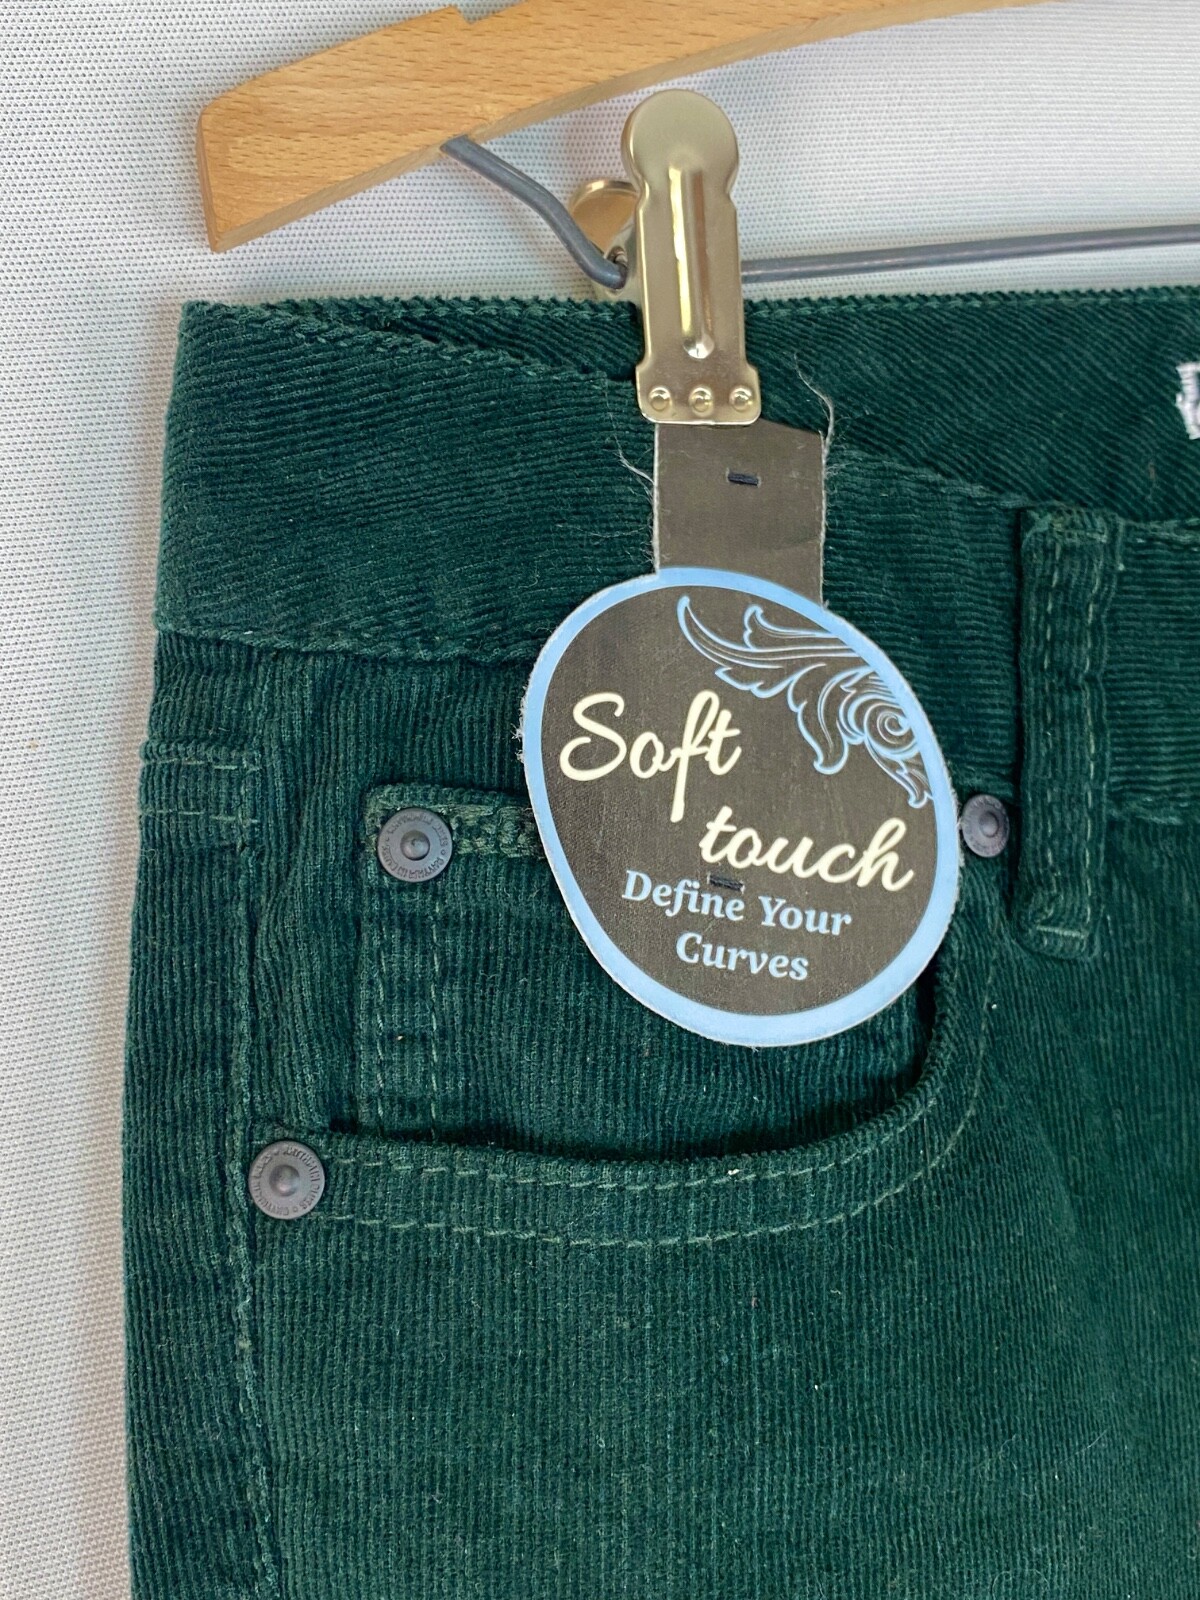 Soft
touch
Define Your
Curves